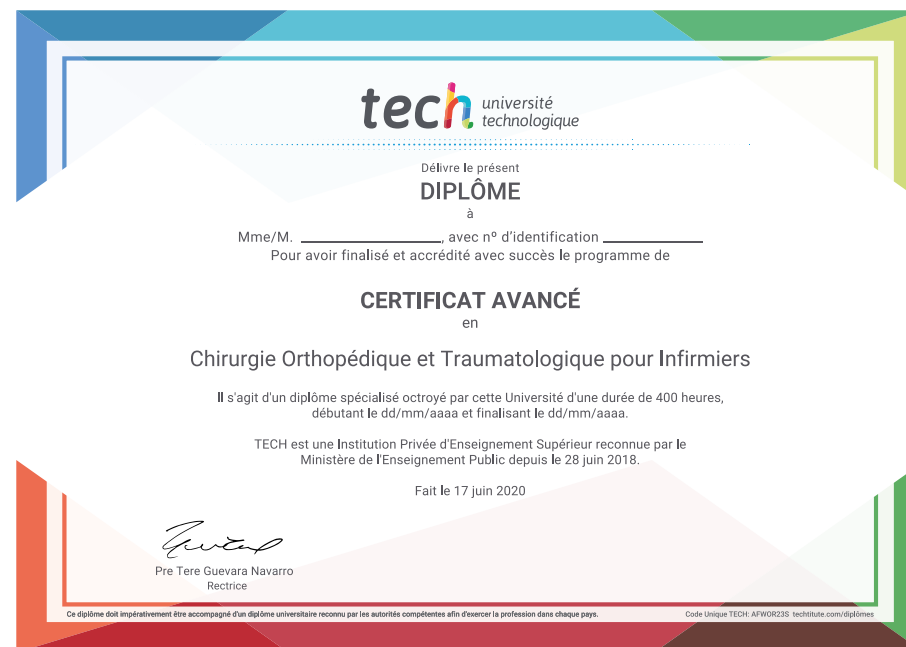 tech université
technologique
Délivre le présent
DIPLÔME
à
Mme/M. ____________________, avec nº d'identification ______________
Pour avoir finalisé et accrédité avec succès le programme de
CERTIFICAT AVANCÉ
en
Chirurgie Orthopédique et Traumatologique pour Infirmiers
Il s'agit d'un diplôme spécialisé octroyé par cette Université d'une durée de 400 heures,
débutant le dd/mm/aaaa et finalisant le dd/mm/aaaa.
TECH est une Institution Privée d'Enseignement Supérieur reconnue par le
Ministère de l'Enseignement Public depuis le 28 juin 2018.
Fait le 17 juin 2020
Pre Tere Guevara Navarro
Rectrice
Ce diplôme doit impérativement être accompagné d'un diplôme universitaire reconnu par les autorités compétentes afin d'exercer la profession dans chaque pays.
Code Unique TECH: AFWOR23S techtitute.com/diplômes